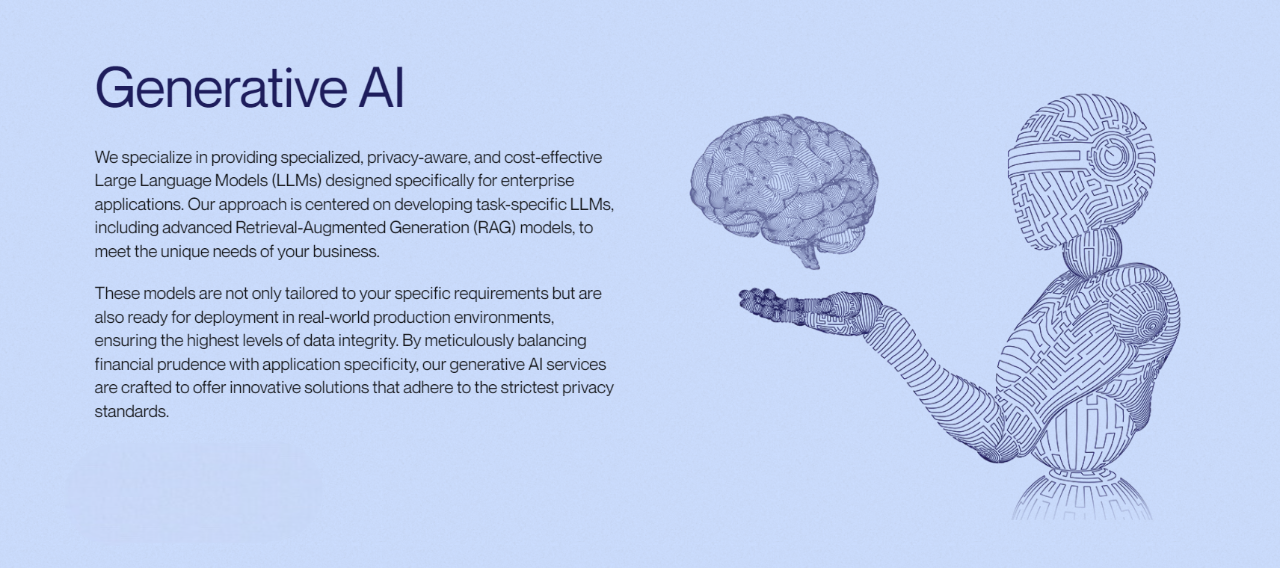 Generative AI
We specialize in providing specialized, privacy-aware, and cost-effective
Large Language Models (LLMs) designed specifically for enterprise
applications. Our approach is centered on developing task-specific LLMs,
including advanced Retrieval-Augmented Generation (RAG) models, to
meet the unique needs of your business.
These models are not only tailored to your specific requirements but are
also ready for deployment in real-world production environments,
ensuring the highest levels of data integrity. By meticulously balancing
financial prudence with application specificity, our generative AI services
are crafted to offer innovative solutions that adhere to the strictest privacy
standards.